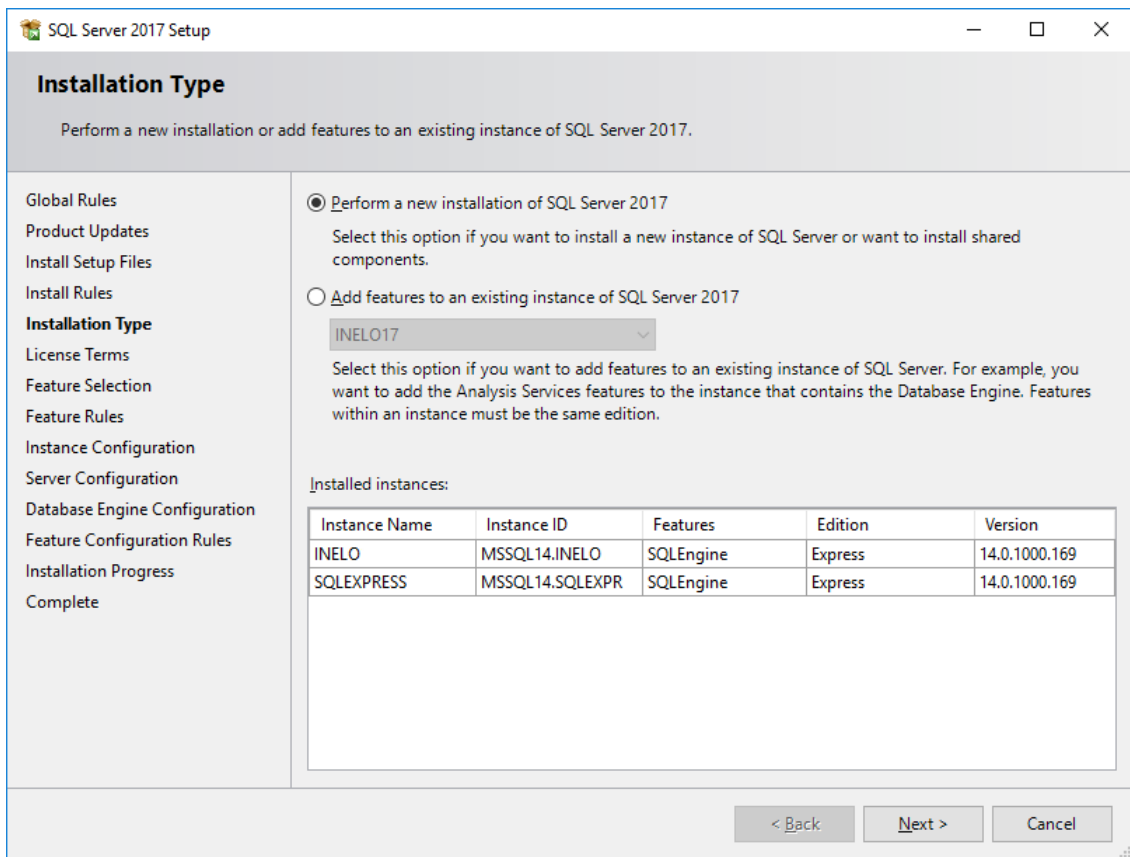 SQL Server 2017 Setup
Installation Type
Perform a new installation or add features to an existing instance of SQL Server 2017.
Global Rules
Product Updates
Install Setup Files
Install Rules
Installation Type
License Terms
Feature Selection
Feature Rules
Instance Configuration
Server Configuration
Database Engine Configuration
Feature Configuration Rules
Installation Progress
Complete
Perform a new installation of SQL Server 2017
Select this option if you want to install a new instance of SQL Server or want to install shared
components.
Add features to an existing instance of SQL Server 2017
INELO17
Select this option if you want to add features to an existing instance of SQL Server. For example, you
want to add the Analysis Services features to the instance that contains the Database Engine. Features
within an instance must be the same edition.
Installed instances:
Instance Name Instance ID Features Edition Version
INELO MSSQL14.INELO SQLEngine Express 14.0.1000.169
SQLEXPRESS MSSQL14.SQLEXPR SQLEngine Express 14.0.1000.169
< Back Next > Cancel